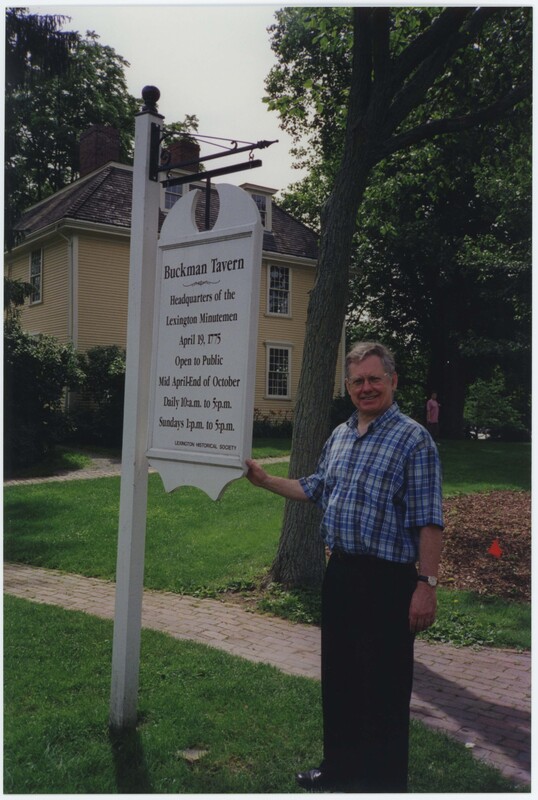 Buckman Tavern
Headquarters of the
Lexington Minutemen
April 19, 1775
Open to Public
Mid April-End of October
Daily 10:a.m. to 5:p.m.
Sundays 1:p.m. to 5:p.m.
LEXINGTON HISTORICAL SOCIETY